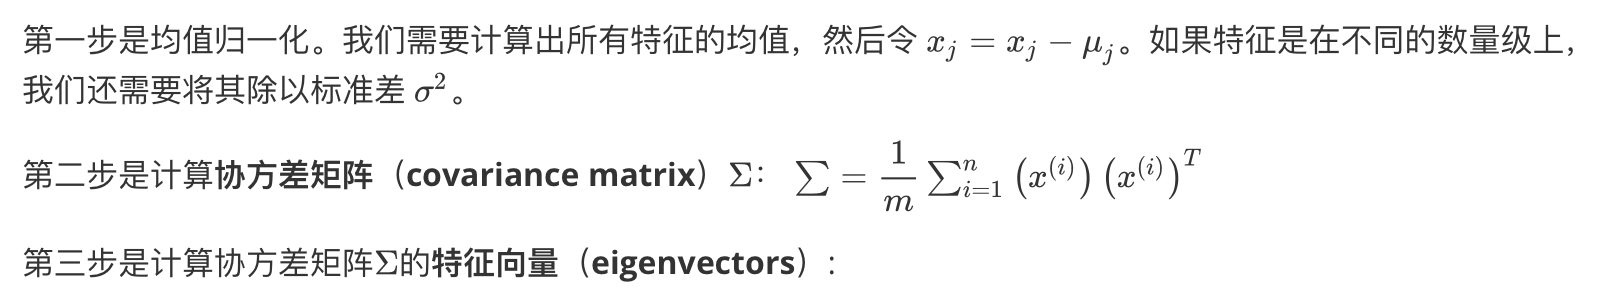 第一步是均值归一化。我们需要计算出所有特征的均值，然后令 $x_j = x_j - \mu_j$。如果特征是在不同的数量级上，
我们还需要将其除以标准差 $\sigma^2$。
第二步是计算协方差矩阵（covariance matrix）Σ： $\sum = \frac{1}{m}\sum_{i=1}^{n}\left(x^{(i)}\right)\left(x^{(i)}\right)^T$
第三步是计算协方差矩阵Σ的特征向量（eigenvectors）: